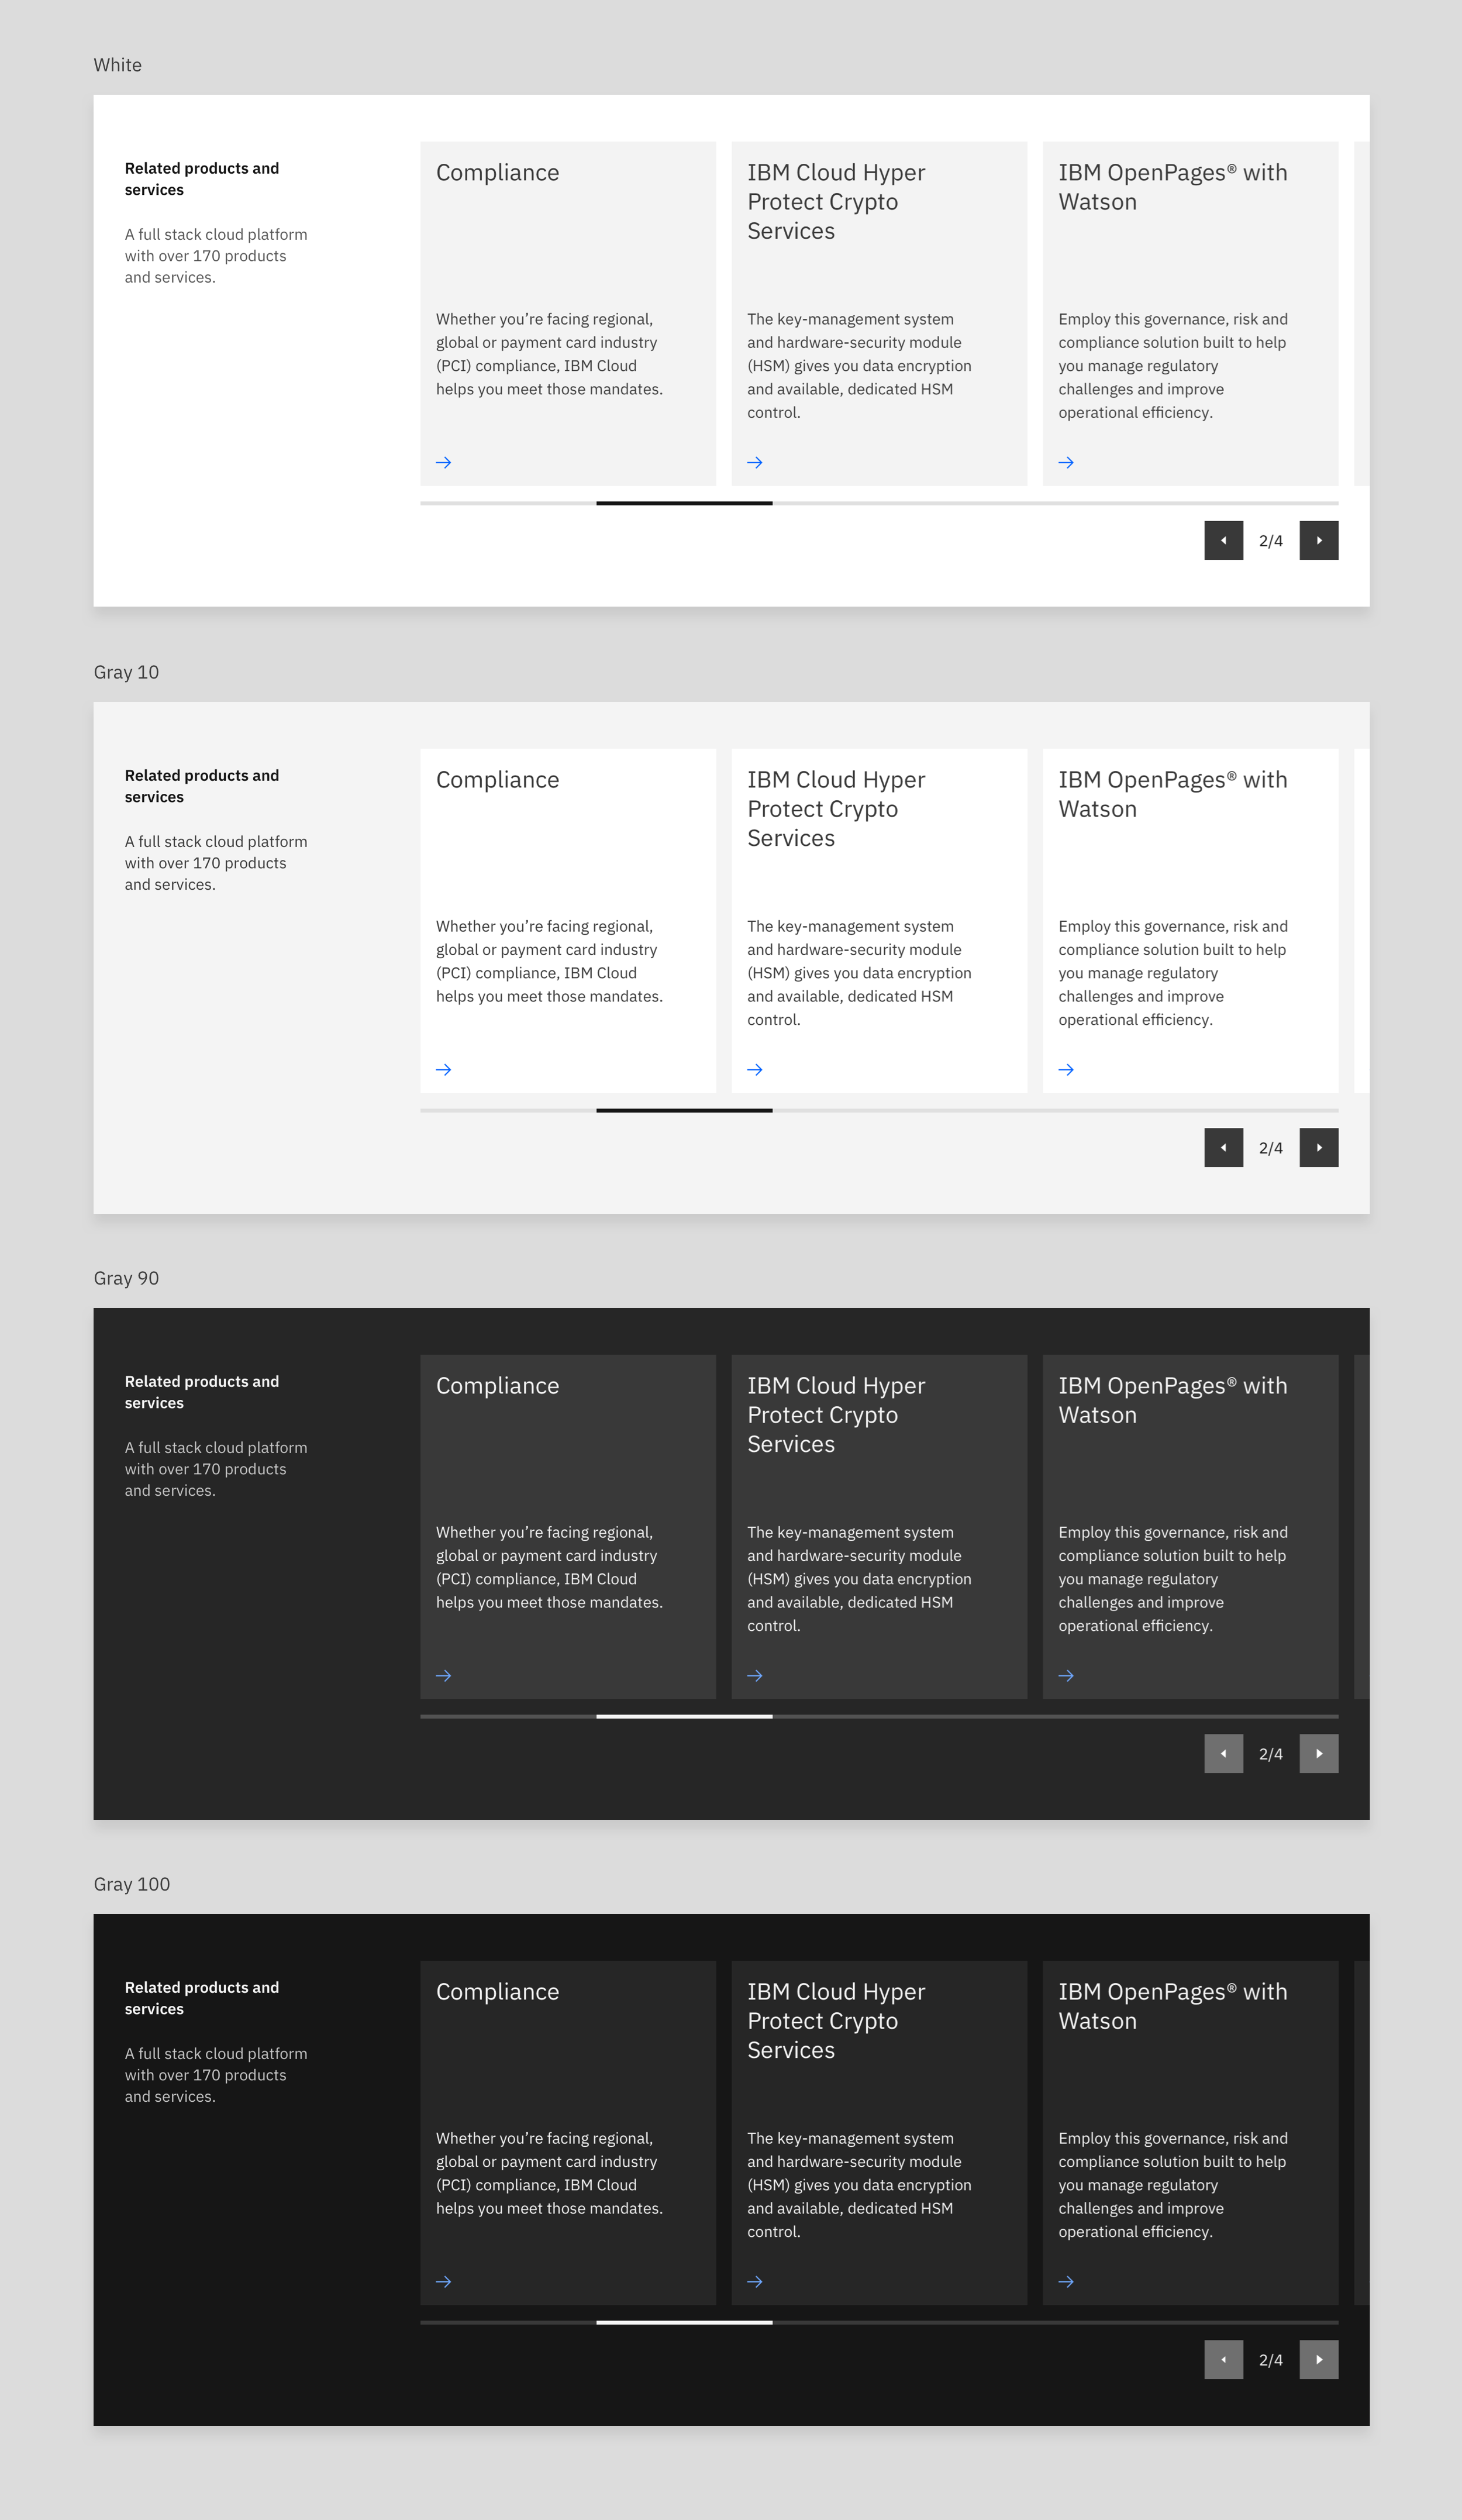 White
Related products and
services
A full stack cloud platform
with over 170 products
and services.
Compliance
Whether you’re facing regional,
global or payment card industry
(PCI) compliance, IBM Cloud
helps you meet those mandates.
IBM Cloud Hyper
Protect Crypto
Services
The key-management system
and hardware-security module
(HSM) gives you data encryption
and available, dedicated HSM
control.
IBM OpenPages® with
Watson
Employ this governance, risk and
compliance solution built to help
you manage regulatory
challenges and improve
operational efficiency.
2/4
Gray 10
Related products and
services
A full stack cloud platform
with over 170 products
and services.
Compliance
Whether you’re facing regional,
global or payment card industry
(PCI) compliance, IBM Cloud
helps you meet those mandates.
IBM Cloud Hyper
Protect Crypto
Services
The key-management system
and hardware-security module
(HSM) gives you data encryption
and available, dedicated HSM
control.
IBM OpenPages® with
Watson
Employ this governance, risk and
compliance solution built to help
you manage regulatory
challenges and improve
operational efficiency.
2/4
Gray 90
Related products and
services
A full stack cloud platform
with over 170 products
and services.
Compliance
Whether you’re facing regional,
global or payment card industry
(PCI) compliance, IBM Cloud
helps you meet those mandates.
IBM Cloud Hyper
Protect Crypto
Services
The key-management system
and hardware-security module
(HSM) gives you data encryption
and available, dedicated HSM
control.
IBM OpenPages® with
Watson
Employ this governance, risk and
compliance solution built to help
you manage regulatory
challenges and improve
operational efficiency.
2/4
Gray 100
Related products and
services
A full stack cloud platform
with over 170 products
and services.
Compliance
Whether you’re facing regional,
global or payment card industry
(PCI) compliance, IBM Cloud
helps you meet those mandates.
IBM Cloud Hyper
Protect Crypto
Services
The key-management system
and hardware-security module
(HSM) gives you data encryption
and available, dedicated HSM
control.
IBM OpenPages® with
Watson
Employ this governance, risk and
compliance solution built to help
you manage regulatory
challenges and improve
operational efficiency.
2/4